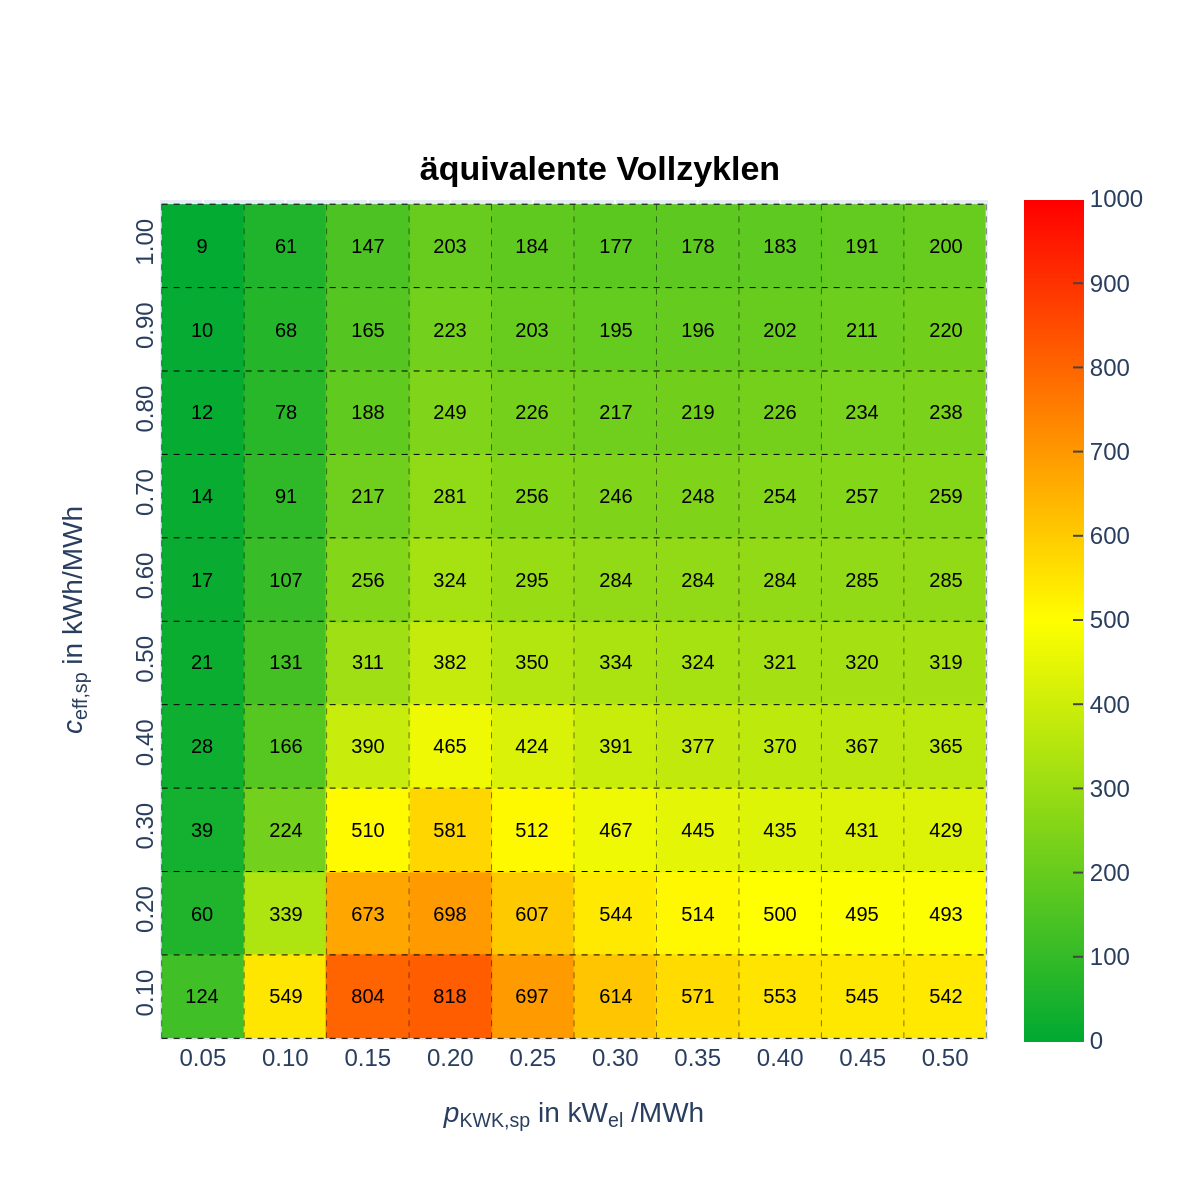 äquivalente Vollzyklen
1.00 9 61 147 203 184 177 178 183 191 200
0.90 10 68 165 223 203 195 196 202 211 220
0.80 12 78 188 249 226 217 219 226 234 238
0.70 14 91 217 281 256 246 248 254 257 259
0.60 17 107 256 324 295 284 284 284 285 285
0.50 21 131 311 382 350 334 324 321 320 319
0.40 28 166 390 465 424 391 377 370 367 365
0.30 39 224 510 581 512 467 445 435 431 429
0.20 60 339 673 698 607 544 514 500 495 493
0.10 124 549 804 818 697 614 571 553 545 542
0.05 0.10 0.15 0.20 0.25 0.30 0.35 0.40 0.45 0.50
p KWK,sp in kW el /MWh
c eff,sp in kWh/MWh
1000
900
800
700
600
500
400
300
200
100
0